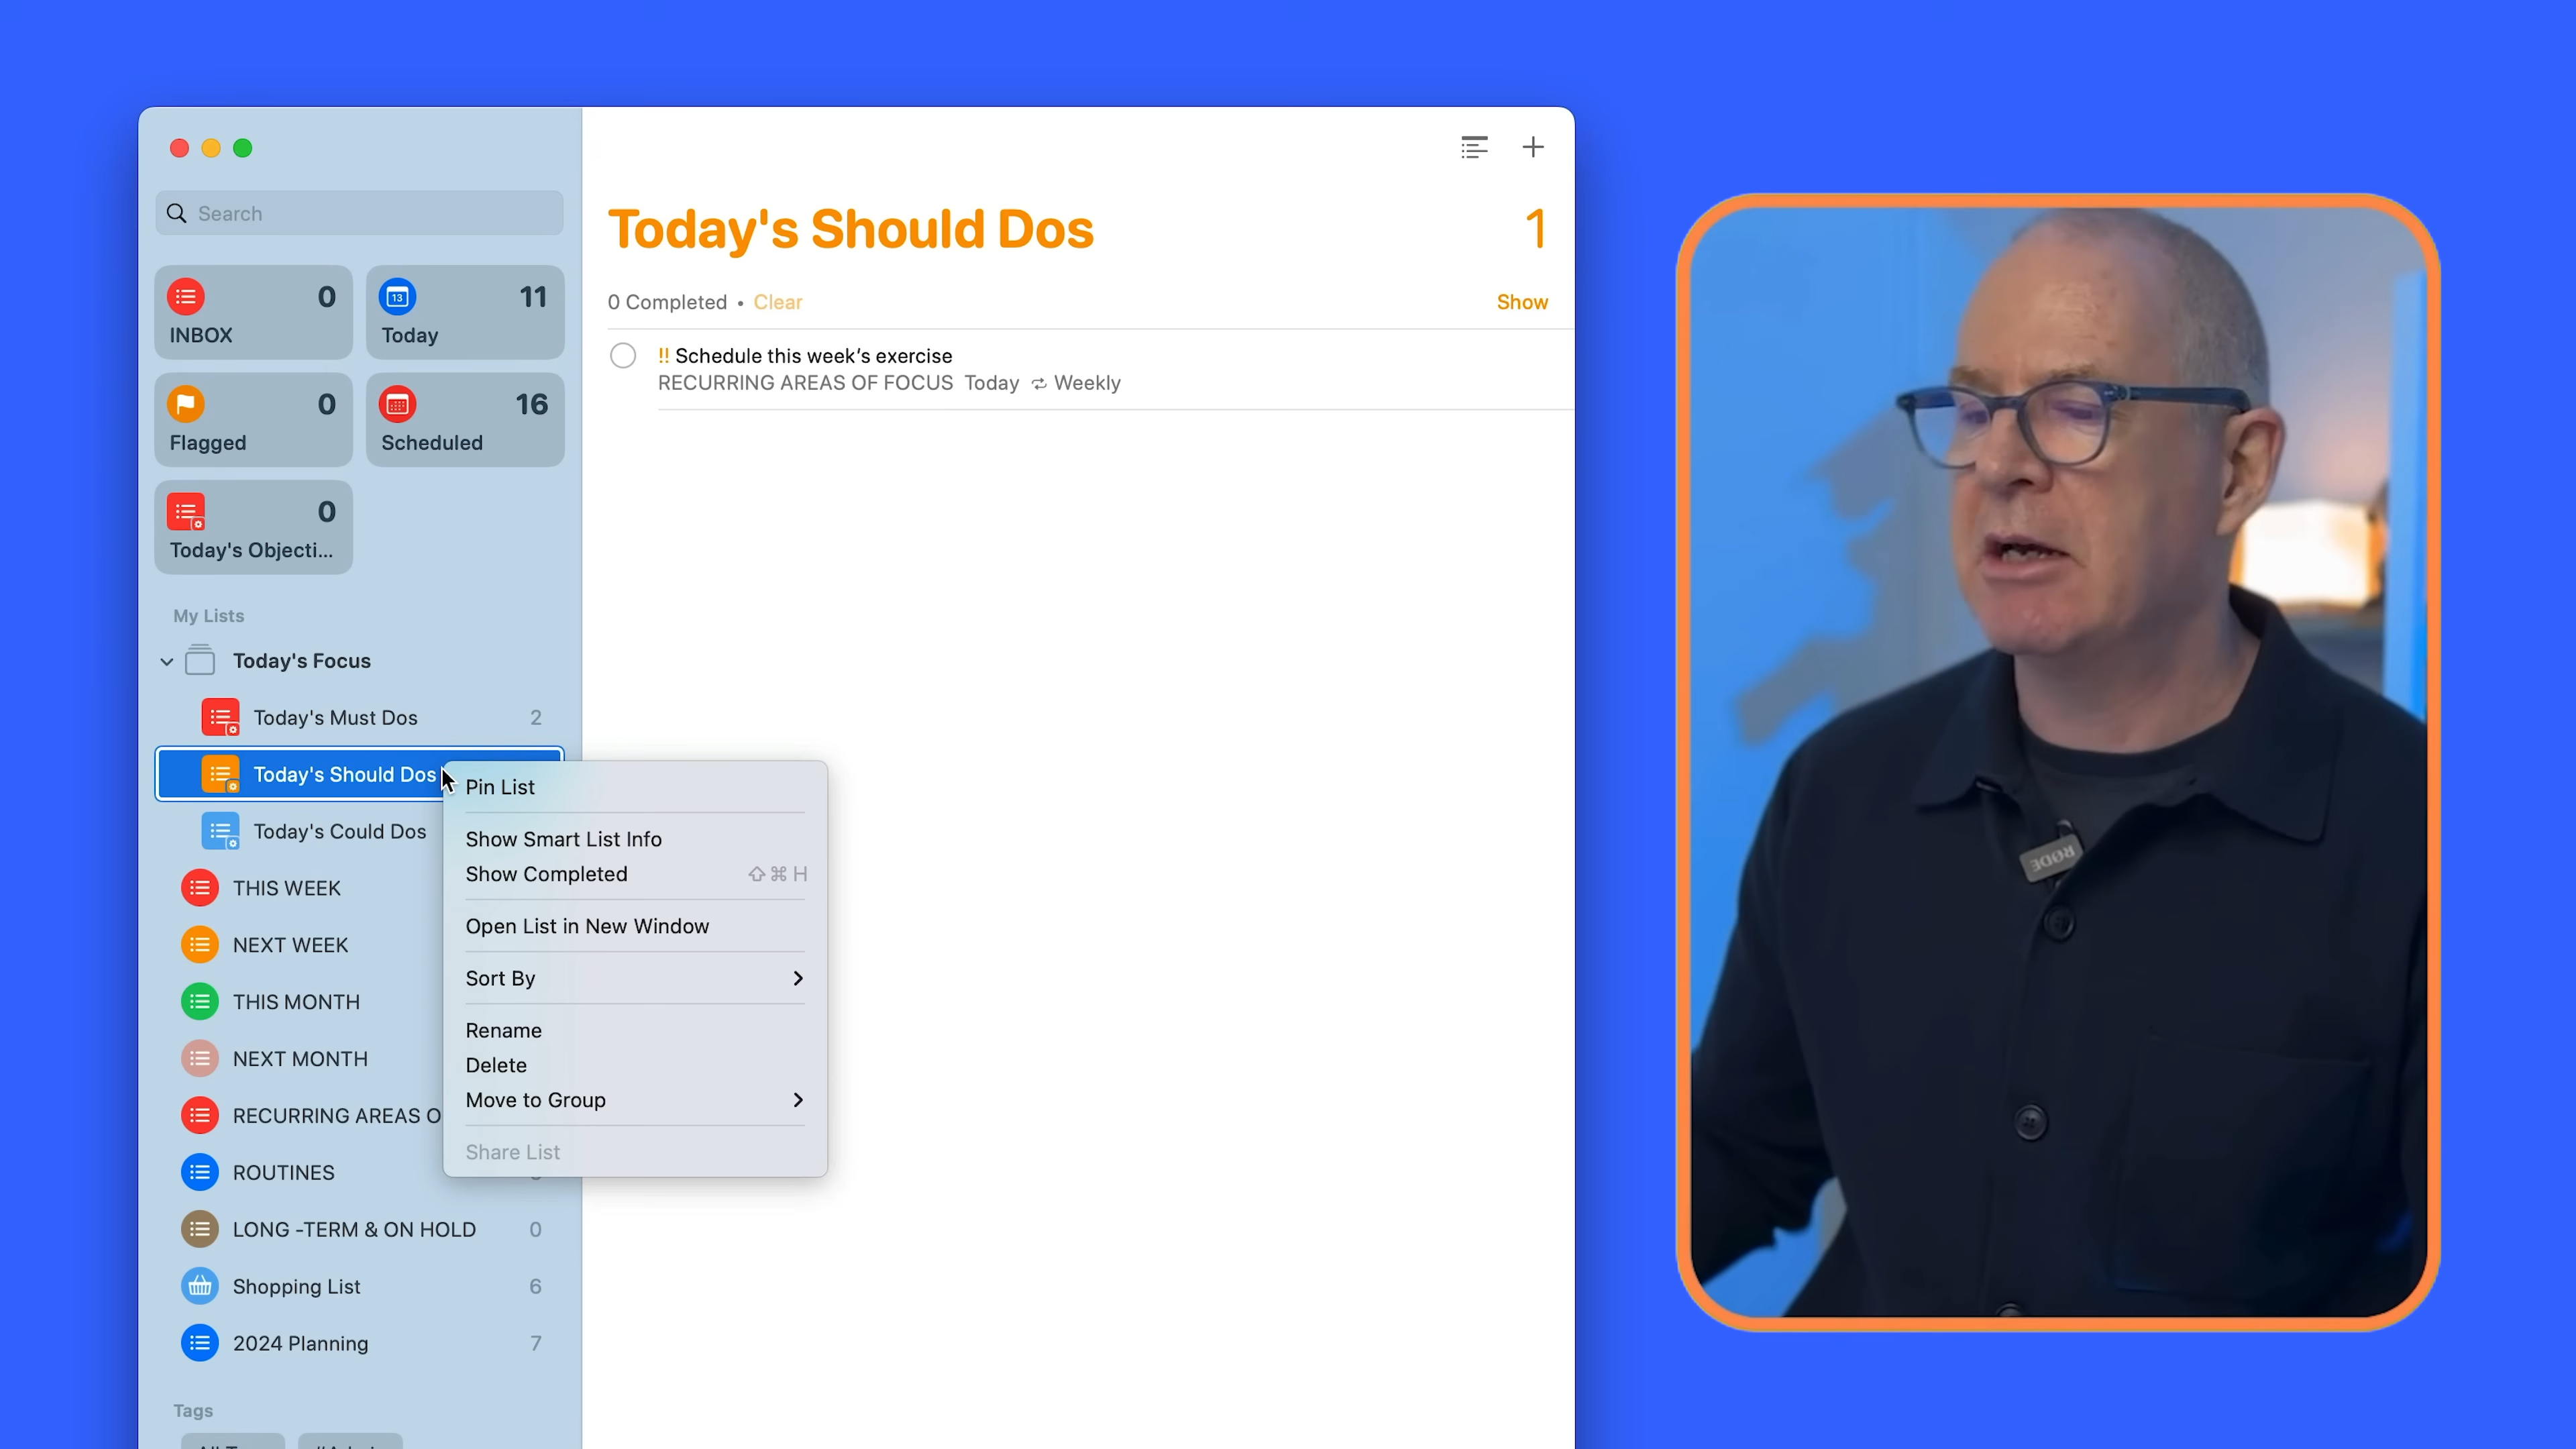 Search
INBOX 0
Today 11
13
Flagged 0
Scheduled 16
Today's Objecti... 0
My Lists
Today's Focus
Today's Must Dos 2
Today's Should Dos
Today's Could Dos
THIS WEEK
NEXT WEEK
THIS MONTH
NEXT MONTH
RECURRING AREAS O
ROUTINES
LONG -TERM & ON HOLD 0
Shopping List 6
2024 Planning 7
Tags
Pin List
Show Smart List Info
Show Completed ⇧⌘H
Open List in New Window
Sort By
Rename
Delete
Move to Group
Share List
Today's Should Dos 1
0 Completed • Clear Show
!! Schedule this week’s exercise
RECURRING AREAS OF FOCUS Today Weekly
RØDE